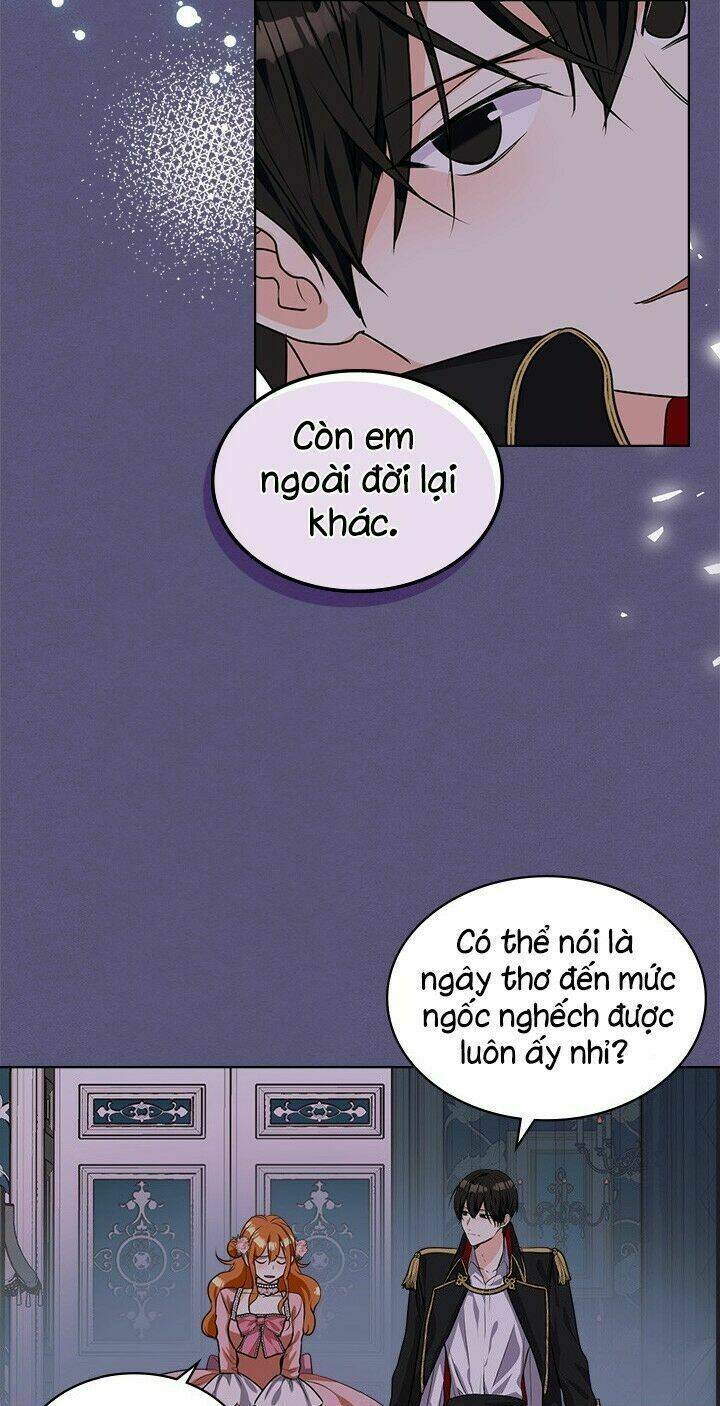 Còn em
ngoài đời lại
khác.
Có thể nói là
ngây thơ đến mức
ngốc nghếch được
luôn ấy nhỉ?